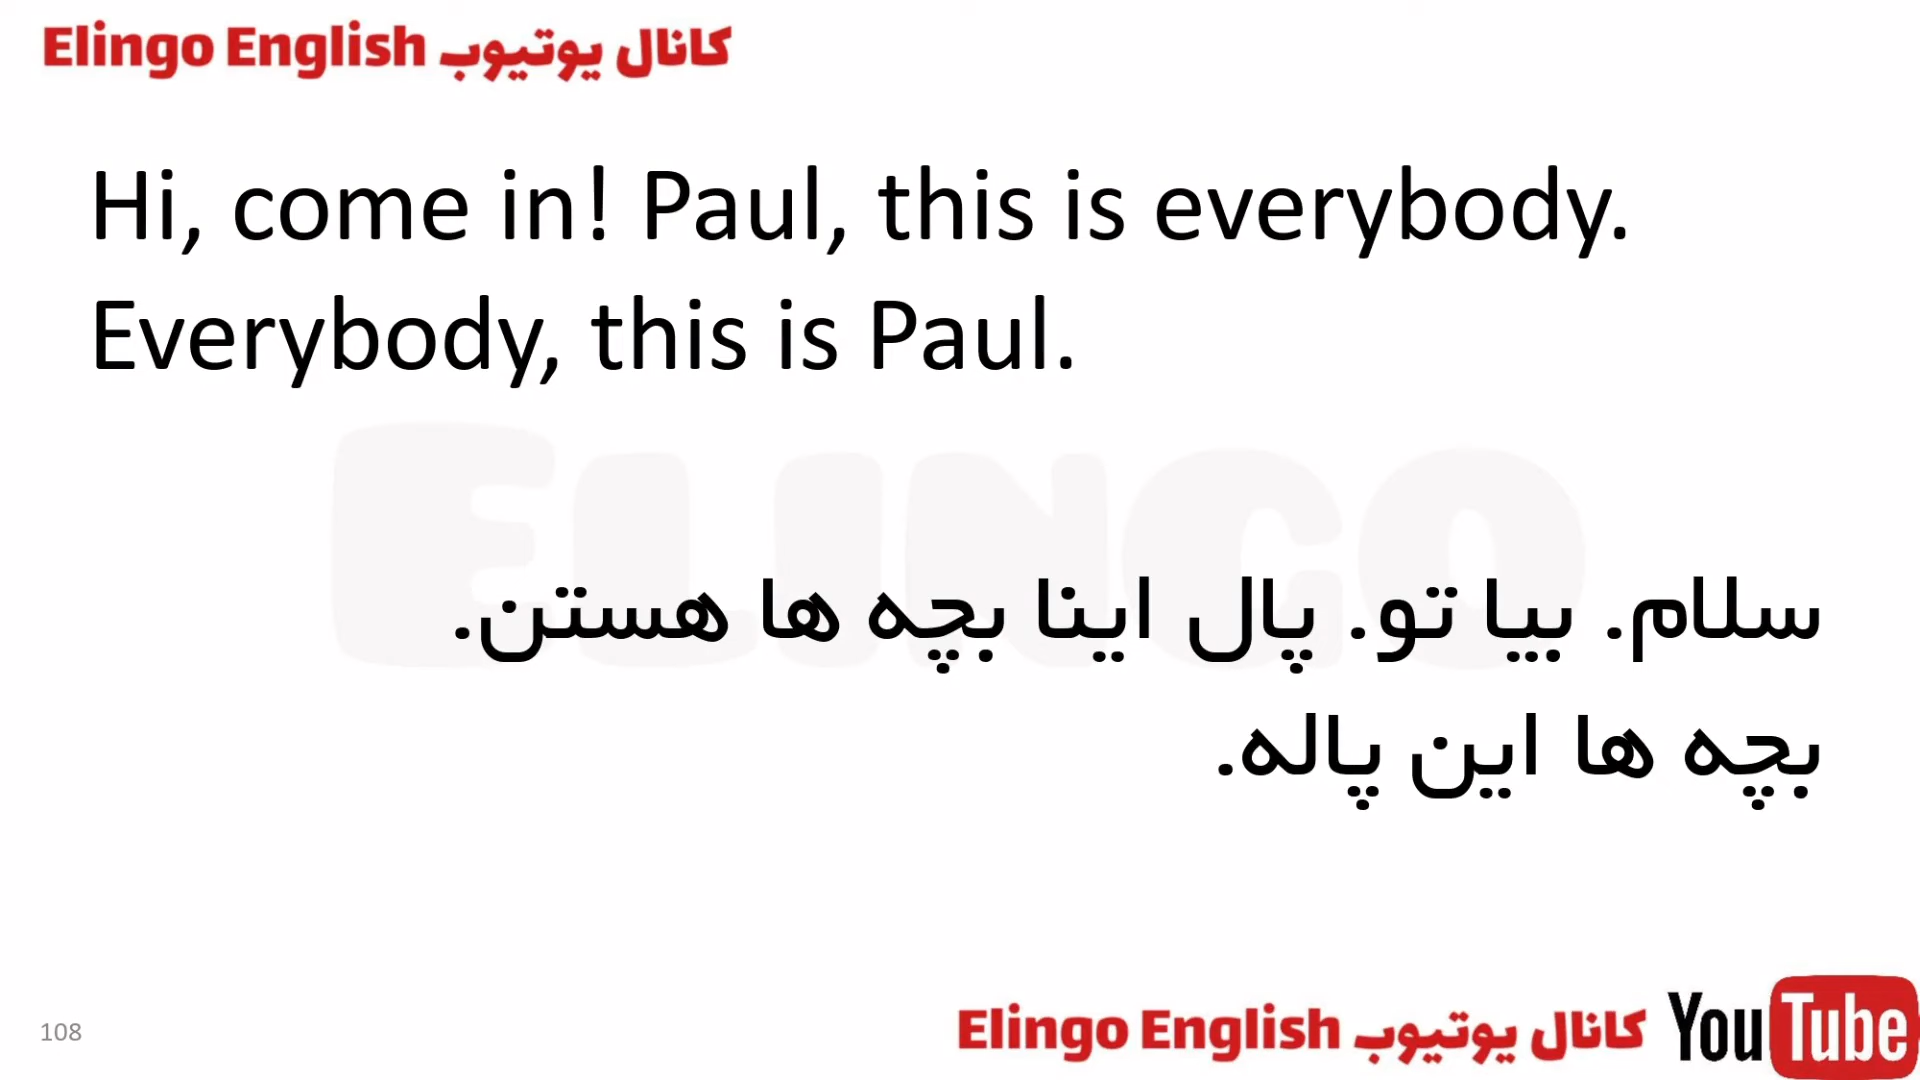 Elingo English کانال یوتیوب
Hi, come in! Paul, this is everybody.
Everybody, this is Paul.
ELINGO
سلام. بیا تو. پال اینا بچه ها هستن.
بچه ها این پاله.
108
Elingo English کانال یوتیوب YouTube